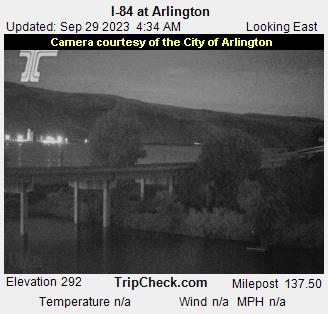 I-84 at Arlington
Updated: Sep 29 2023 4:34 AM Looking East
Camera courtesy of the City of Arlington
Elevation 292 TripCheck.com Milepost 137.50
Temperature n/a Wind n/a MPH n/a